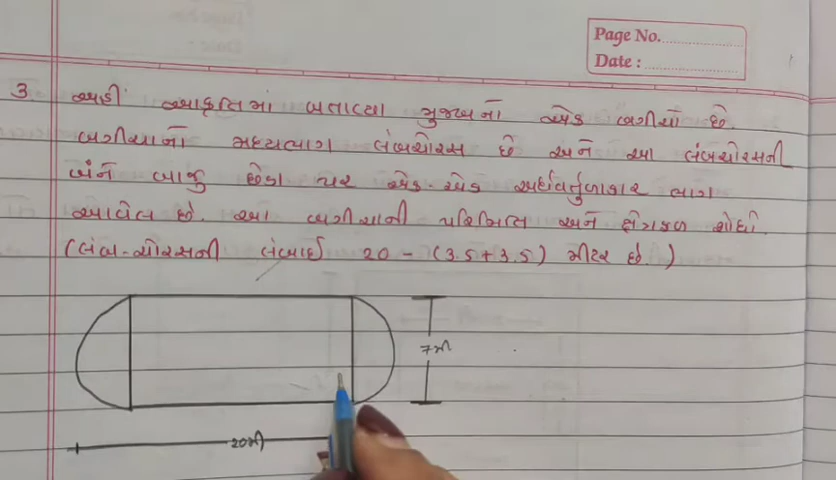 Page No.
Date :
3. અહીં આકૃતિમાં બતાવ્યા મુજબનો એક બગીચો છે.
બગીચાનો મધ્યભાગ લંબચોરસ છે અને આ લંબચોરસની
બંને બાજુ છેડા પર એક-એક અર્ધવર્તુળાકાર ભાગ
આવેલ છે. આ બગીચાની પરિમિતિ અને ક્ષેત્રફળ શોધો
(લંબ-ચોરસની લંબાઈ 20 - (3.5+3.5) મીટર છે.)
7મી
20મી